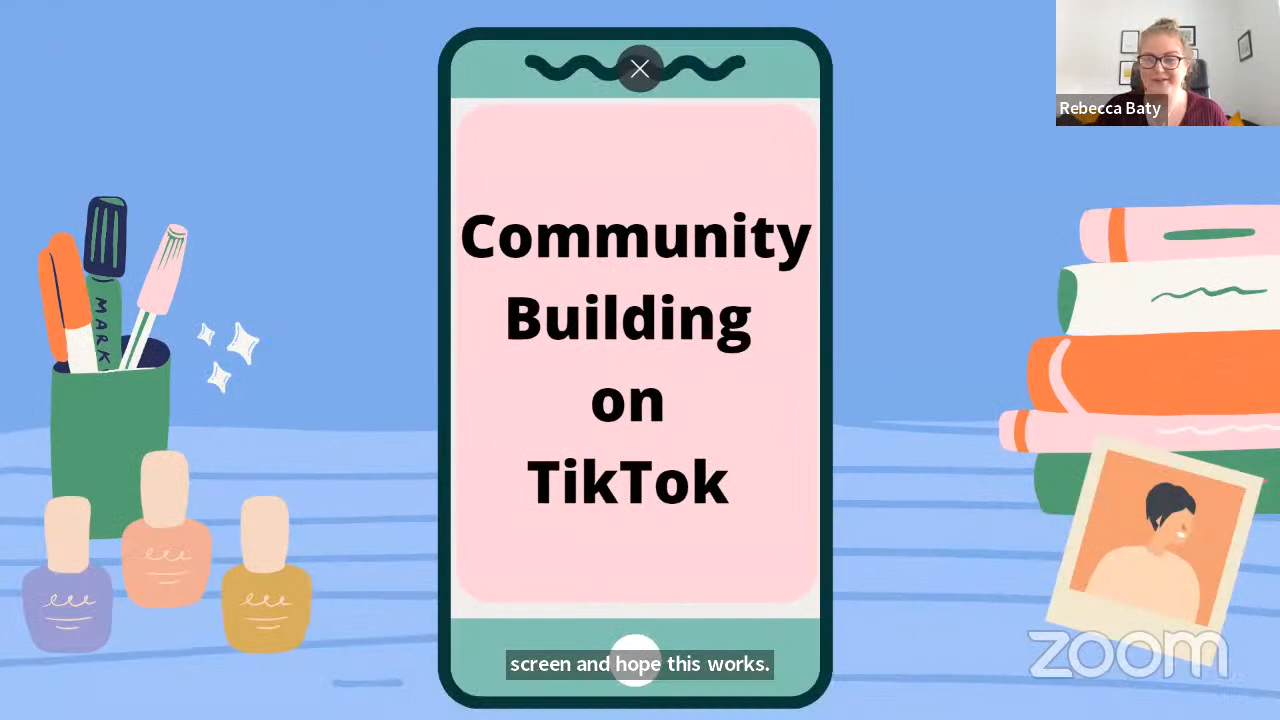 Rebecca Baty
Community
Building
on
TikTok
MARK
screen and hope this works.
zoom